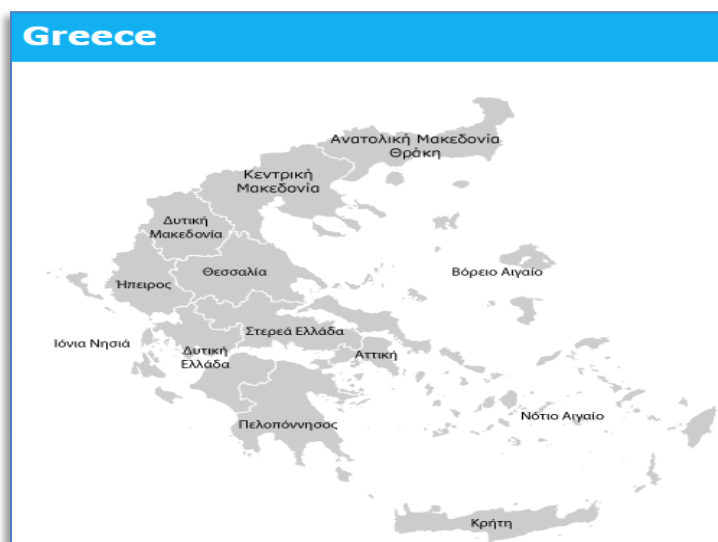 Greece
Ανατολική Μακεδονία
Θράκη
Κεντρική
Μακεδονία
Δυτική
Μακεδονία
Ήπειρος
Θεσσαλία
Βόρειο Αιγαίο
Ιόνια Νησιά
Στερεά Ελλάδα
Δυτική
Ελλάδα
Αττική
Πελοπόννησος
Νότιο Αιγαίο
Κρήτη